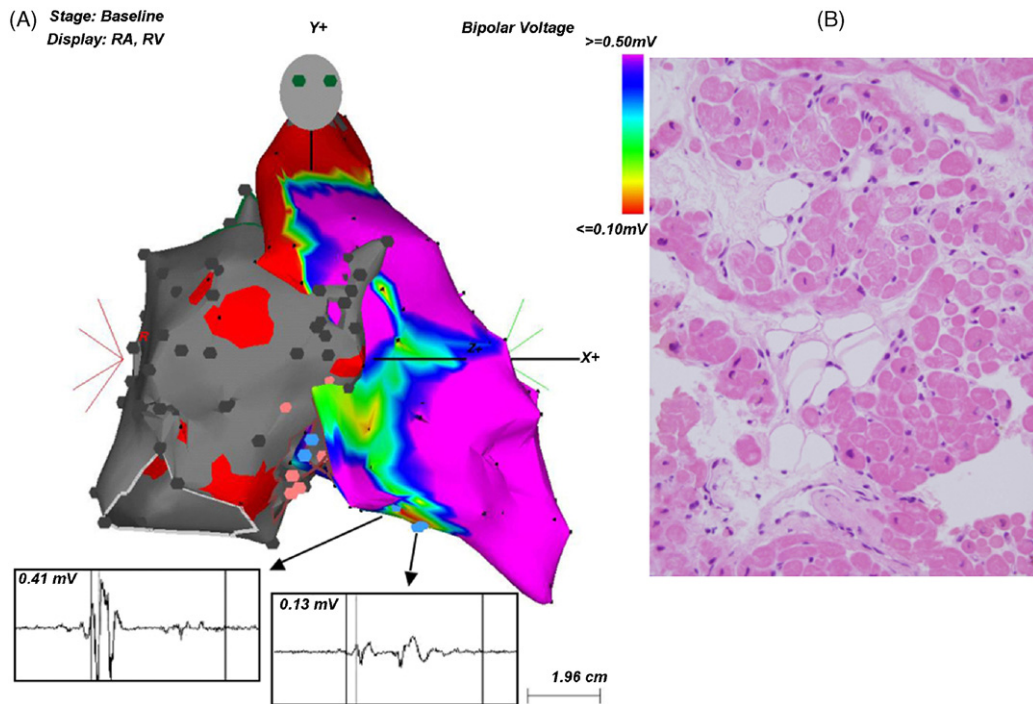 (A)
Stage: Baseline
Display: RA, RV
Y+
Bipolar Voltage
>=0.50mV
<=0.10mV
R
Z+
X+
0.41 mV
0.13 mV
1.96 cm
(B)